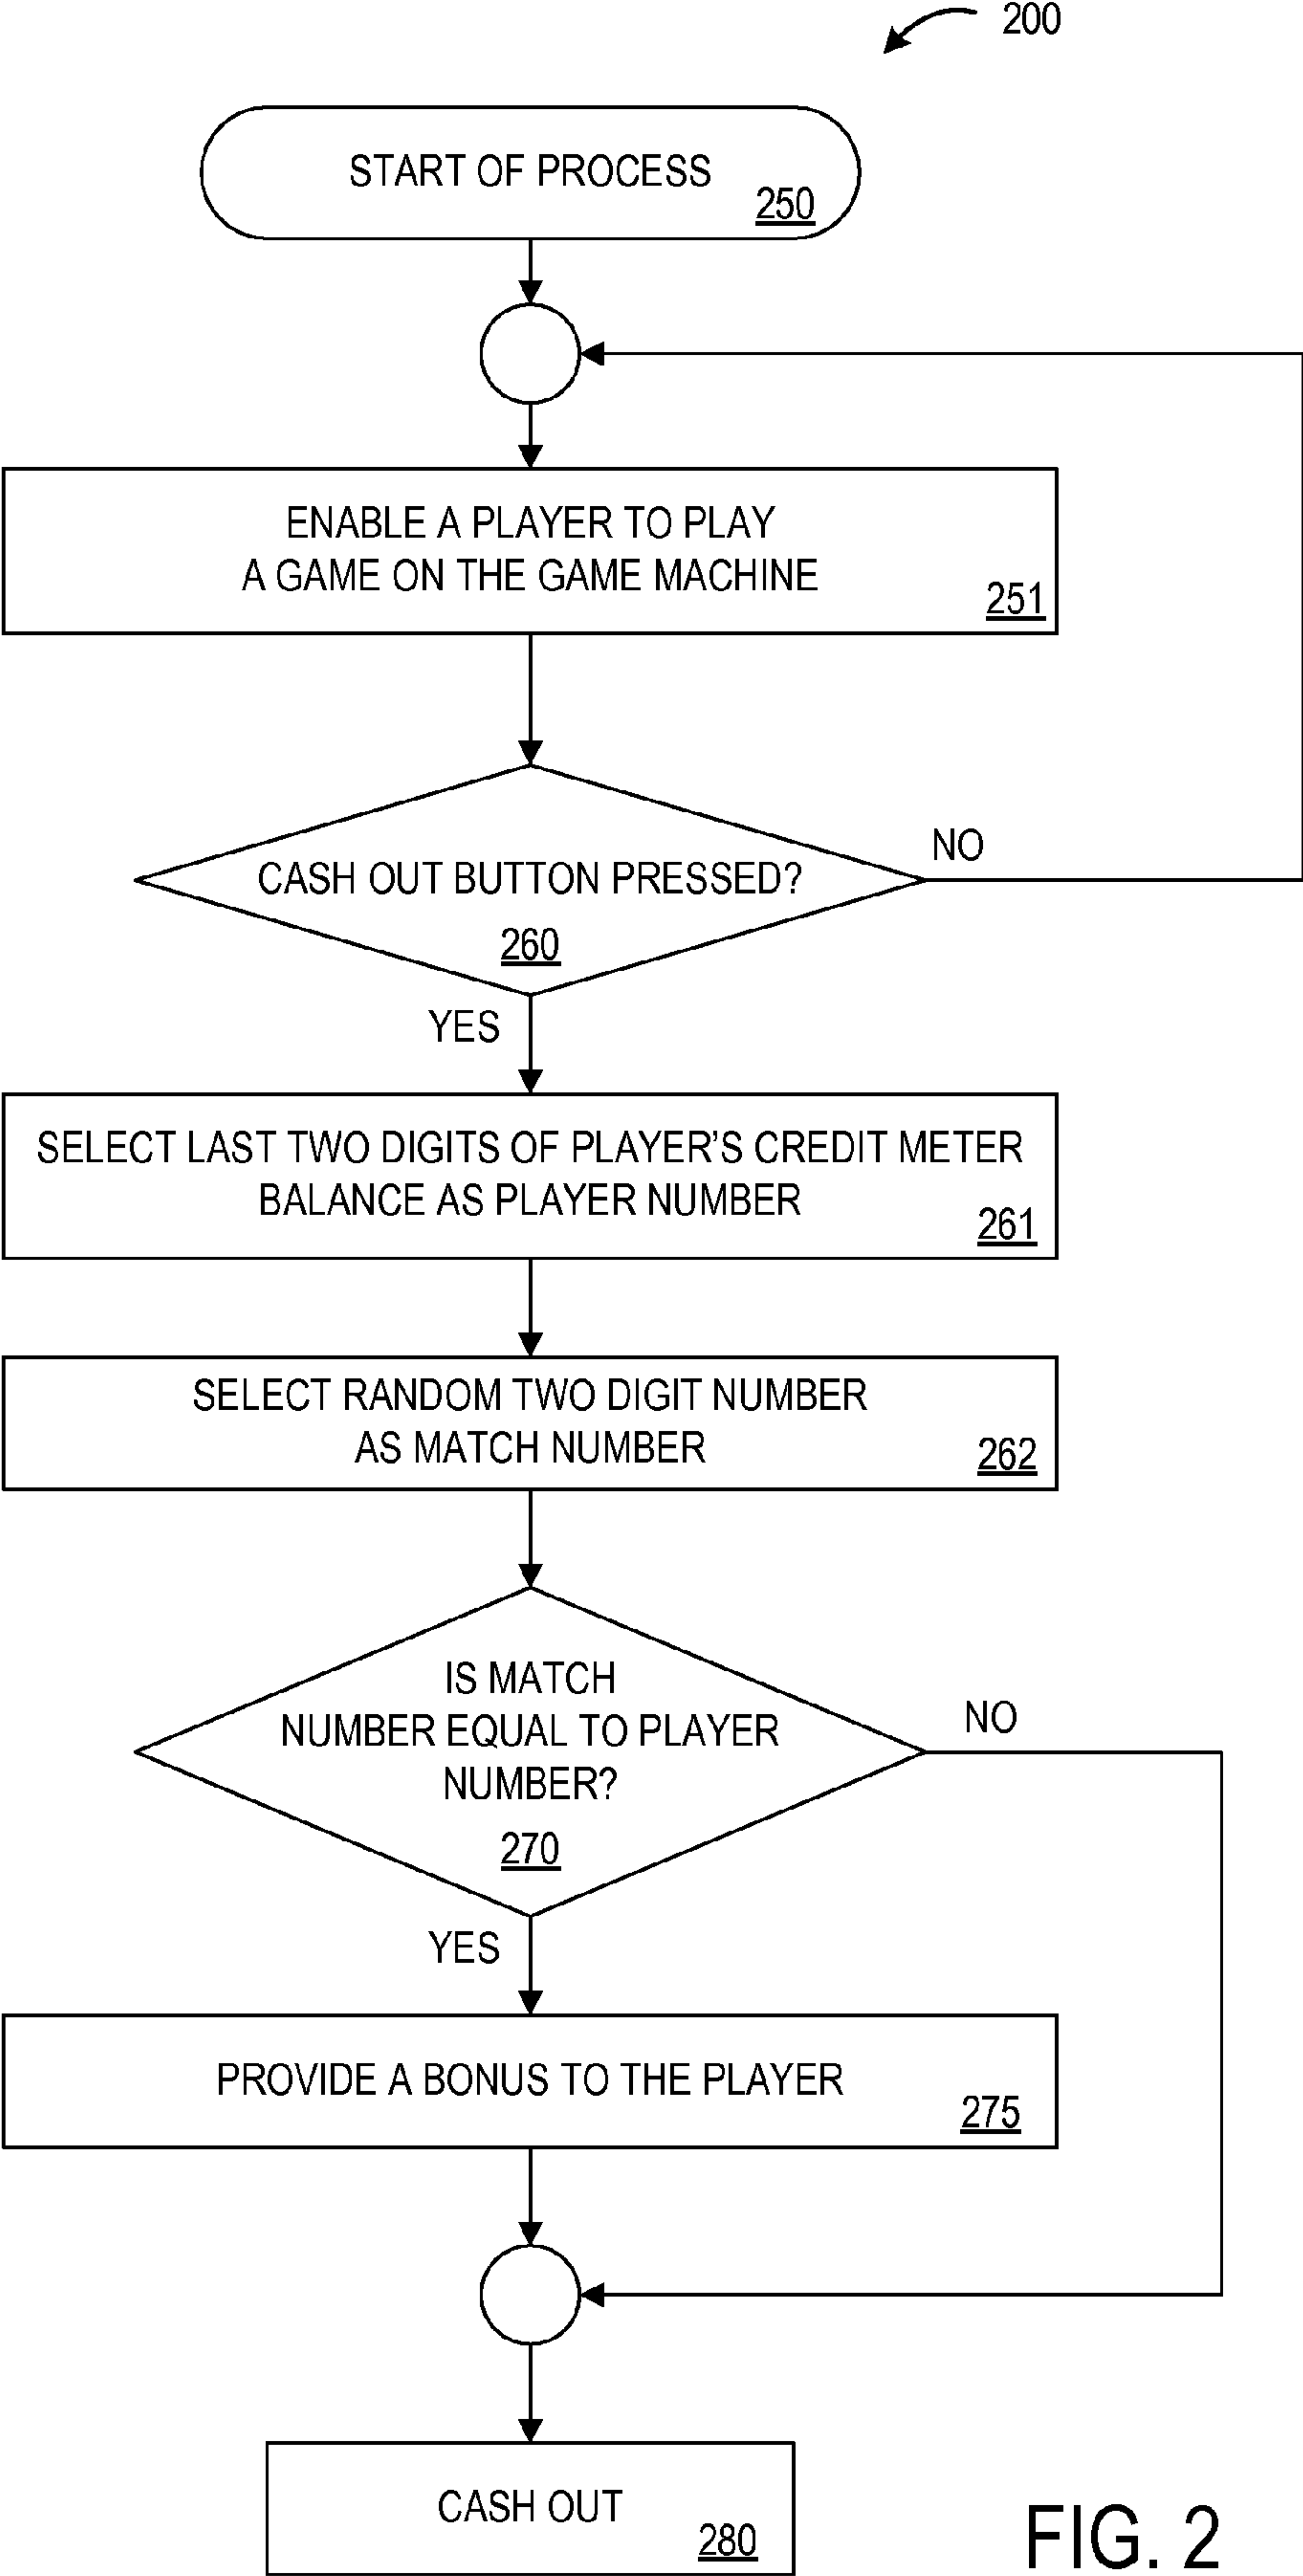 200
START OF PROCESS
250
ENABLE A PLAYER TO PLAY
A GAME ON THE GAME MACHINE
251
CASH OUT BUTTON PRESSED?
260
NO
YES
SELECT LAST TWO DIGITS OF PLAYER’S CREDIT METER
BALANCE AS PLAYER NUMBER
261
SELECT RANDOM TWO DIGIT NUMBER
AS MATCH NUMBER
262
IS MATCH
NUMBER EQUAL TO PLAYER
NUMBER?
270
NO
YES
PROVIDE A BONUS TO THE PLAYER
275
CASH OUT
280
FIG. 2